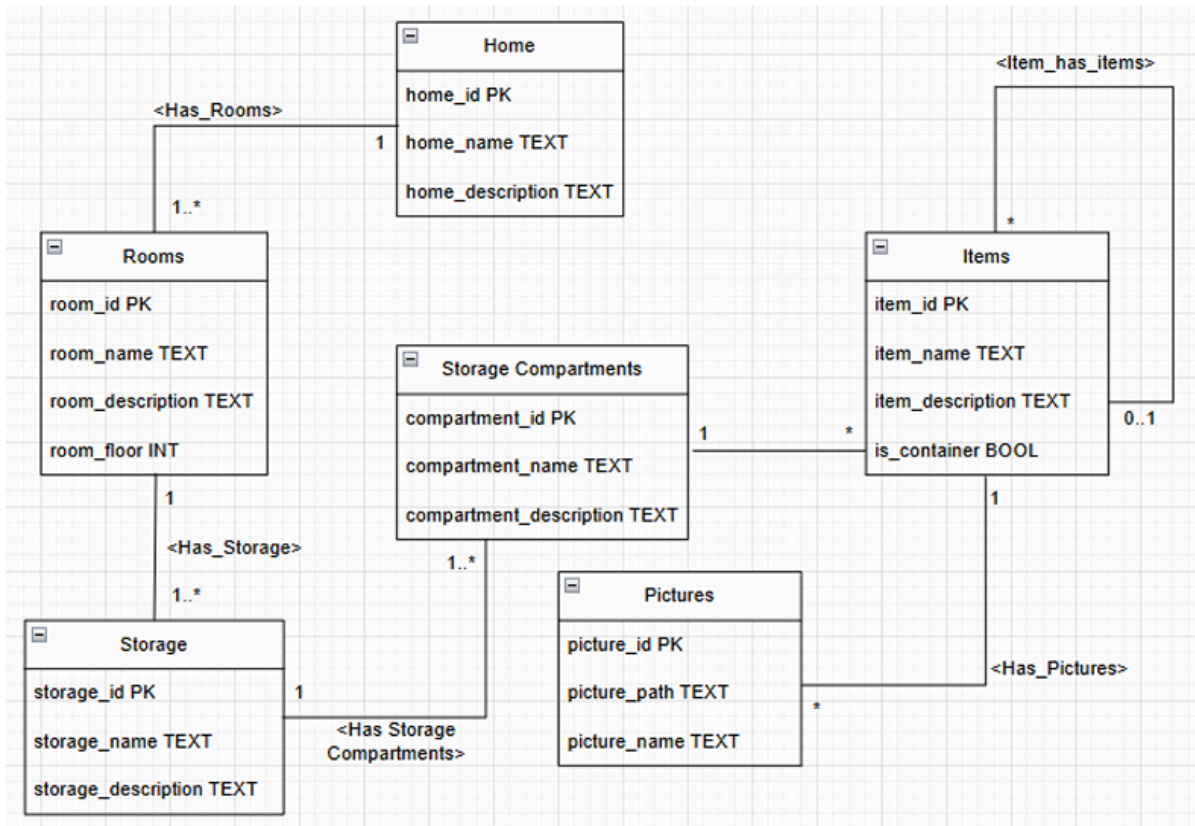 Home
home_id PK
home_name TEXT
home_description TEXT
<Has_Rooms>
1
1..*
Rooms
room_id PK
room_name TEXT
room_description TEXT
room_floor INT
1
<Has_Storage>
1..*
Storage
storage_id PK
storage_name TEXT
storage_description TEXT
1
<Has Storage
Compartments>
1..*
Storage Compartments
compartment_id PK
compartment_name TEXT
compartment_description TEXT
1
*
<Item_has_items>
*
Items
item_id PK
item_name TEXT
item_description TEXT
is_container BOOL
0..1
1
<Has_Pictures>
*
Pictures
picture_id PK
picture_path TEXT
picture_name TEXT